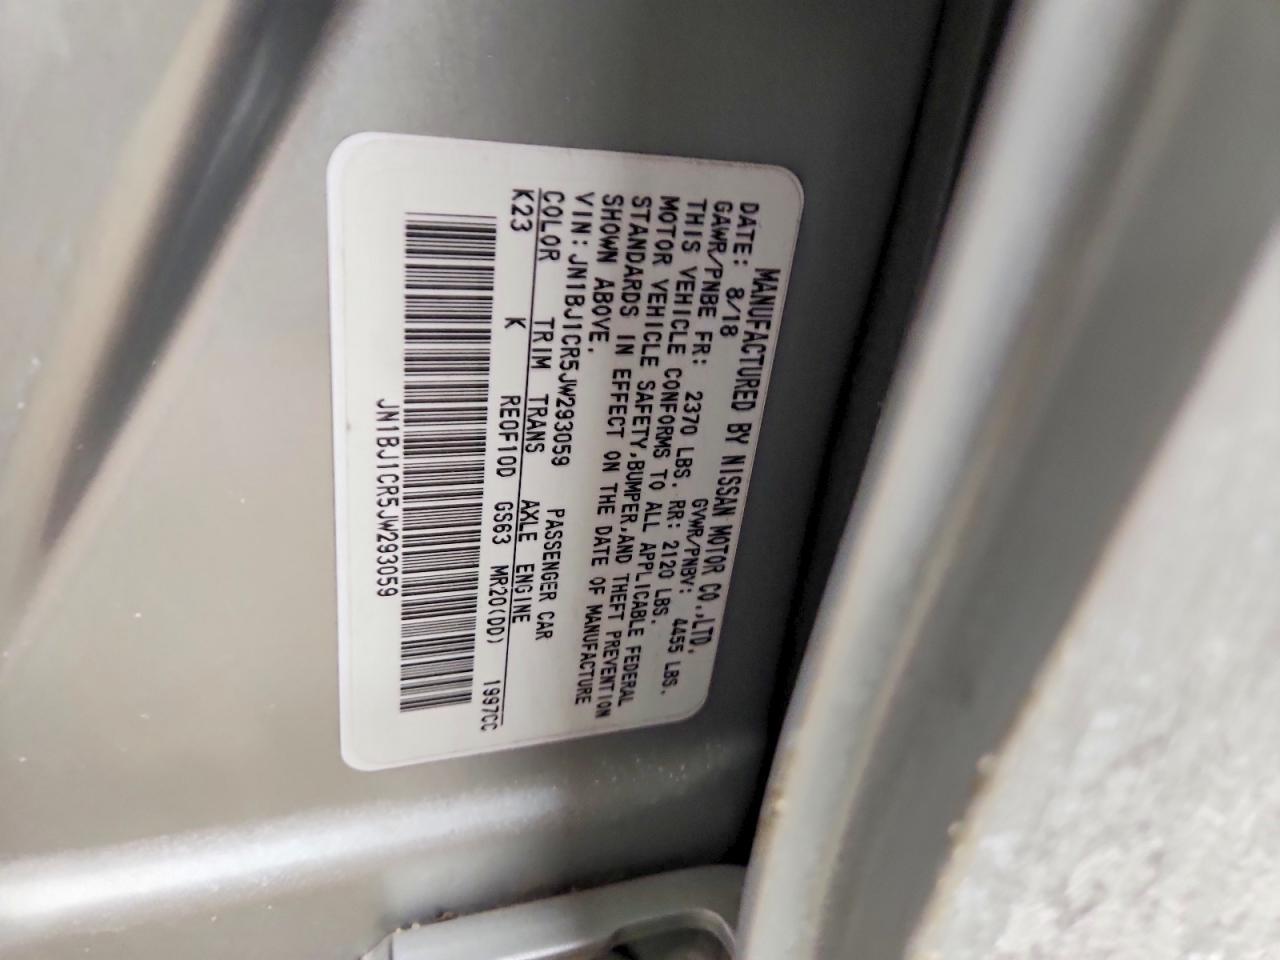 MANUFACTURED BY NISSAN MOTOR CO.,LTD.
DATE: 8/18 GVWR/PNBV: 4455 LBS.
GAWR/PNBE FR: 2370 LBS. RR: 2120 LBS.
THIS VEHICLE CONFORMS TO ALL APPLICABLE FEDERAL
MOTOR VEHICLE SAFETY,BUMPER,AND THEFT PREVENTION
STANDARDS IN EFFECT ON THE DATE OF MANUFACTURE
SHOWN ABOVE.
VIN:JN1BJ1CR5JW293059 PASSENGER CAR
COLOR TRIM TRANS AXLE ENGINE
K23 K RE0F10D GS63 MR20(DD) 1997CC
JN1BJ1CR5JW293059